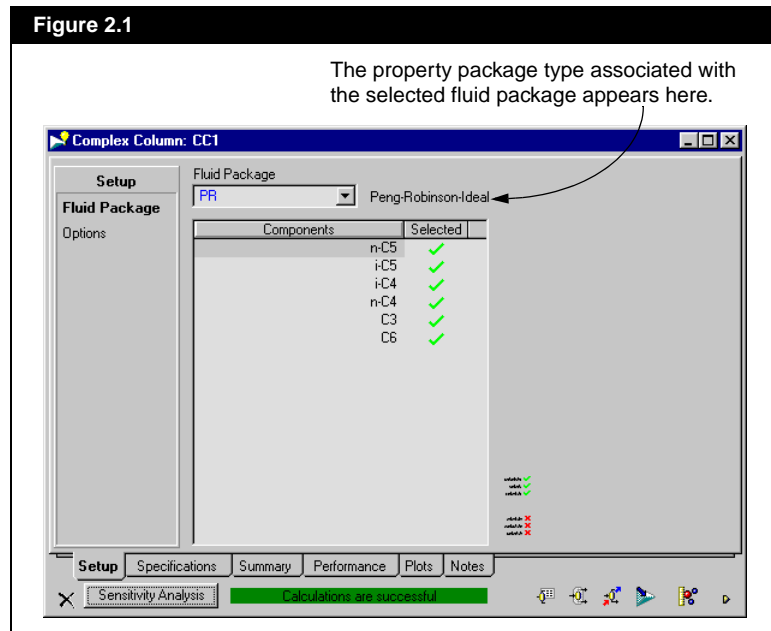 Figure 2.1
The property package type associated with
the selected fluid package appears here.
Complex Column: CC1
Setup
Fluid Package
Options
Fluid Package
PR
Peng-Robinson-Ideal
Components Selected
n-C5
i-C5
i-C4
n-C4
C3
C6
Setup Specifications Summary Performance Plots Notes
Sensitivity Analysis Calculations are successful